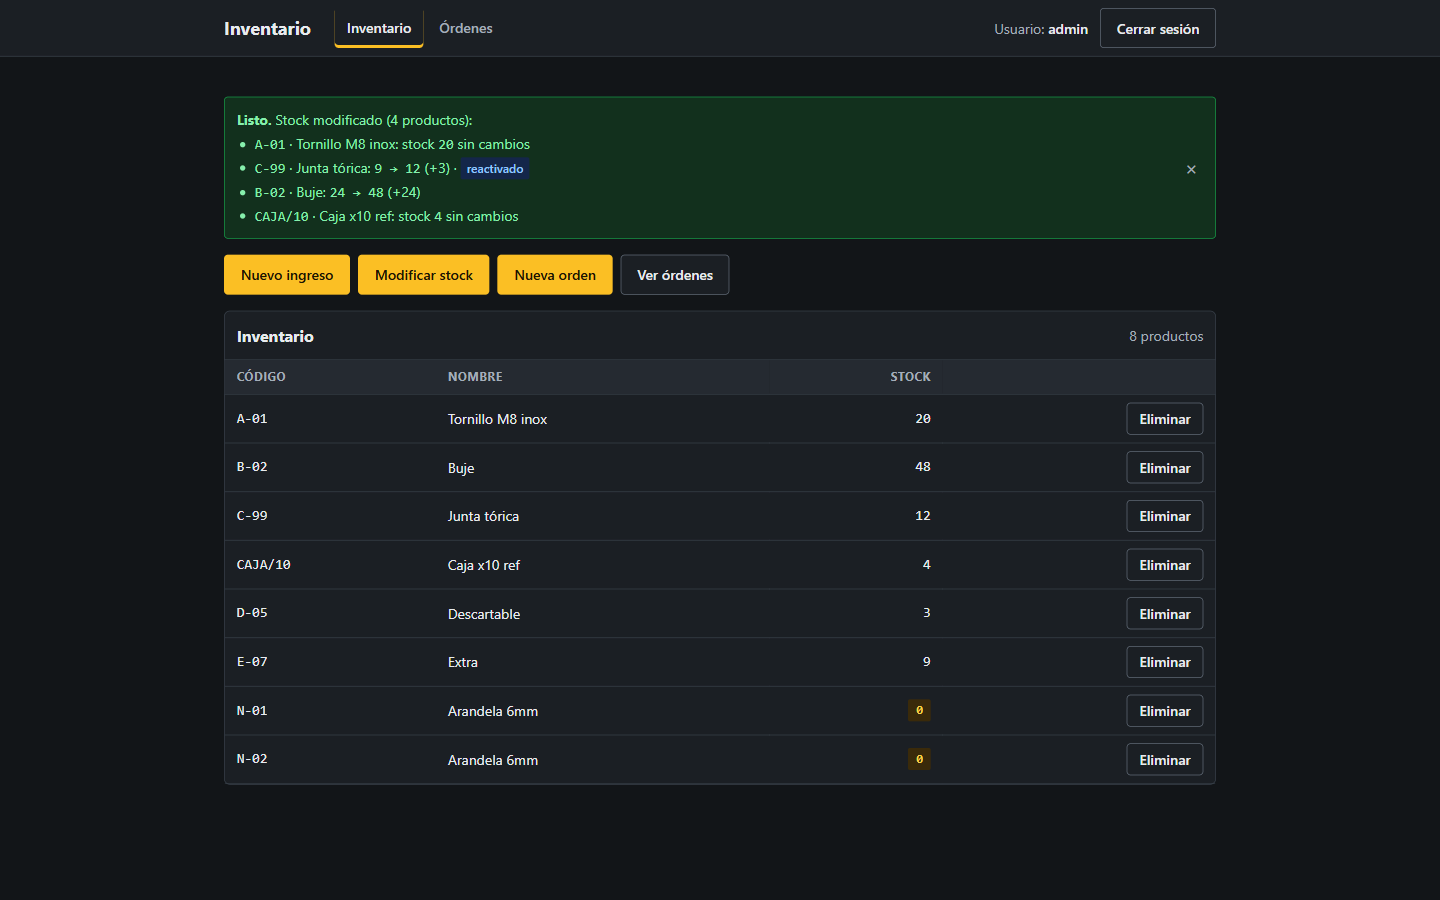 Inventario Inventario Órdenes Usuario: admin Cerrar sesión
Listo. Stock modificado (4 productos):
• A-01 · Tornillo M8 inox: stock 20 sin cambios
• C-99 · Junta tórica: 9 → 12 (+3) · reactivado
• B-02 · Buje: 24 → 48 (+24)
• CAJA/10 · Caja x10 ref: stock 4 sin cambios
×
Nuevo ingreso Modificar stock Nueva orden Ver órdenes
Inventario 8 productos
CÓDIGO NOMBRE STOCK
A-01 Tornillo M8 inox 20 Eliminar
B-02 Buje 48 Eliminar
C-99 Junta tórica 12 Eliminar
CAJA/10 Caja x10 ref 4 Eliminar
D-05 Descartable 3 Eliminar
E-07 Extra 9 Eliminar
N-01 Arandela 6mm 0 Eliminar
N-02 Arandela 6mm 0 Eliminar